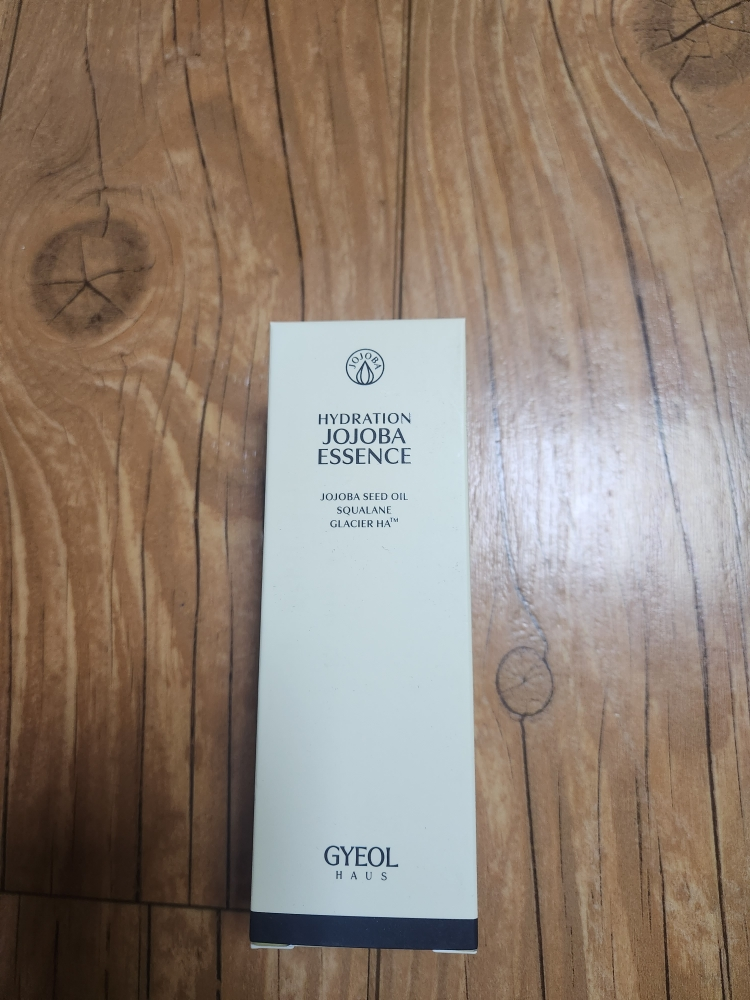 JOJOBA
HYDRATION
JOJOBA
ESSENCE
JOJOBA SEED OIL
SQUALANE
GLACIER HA™
GYEOL
HAUS